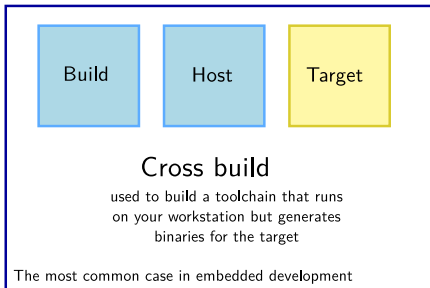 Build Host Target
Cross build
used to build a toolchain that runs
on your workstation but generates
binaries for the target
The most common case in embedded development